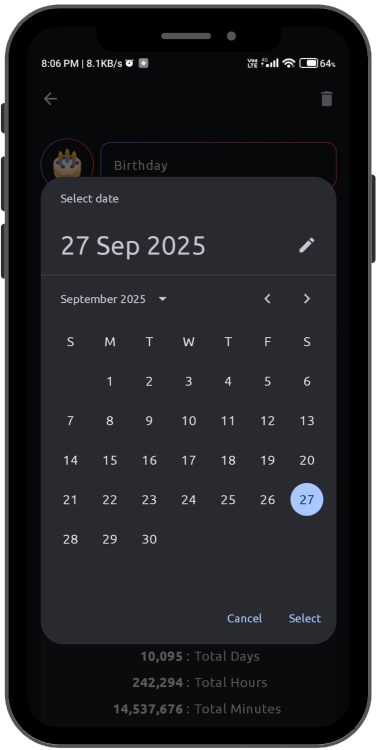 8:06 PM | 8.1KB/s
Vo) LTE 4G 64%
Birthday
Select date
27 Sep 2025
September 2025
S M T W T F S
1 2 3 4 5 6
7 8 9 10 11 12 13
14 15 16 17 18 19 20
21 22 23 24 25 26 27
28 29 30
Cancel Select
10,095 : Total Days
242,294 : Total Hours
14,537,676 : Total Minutes